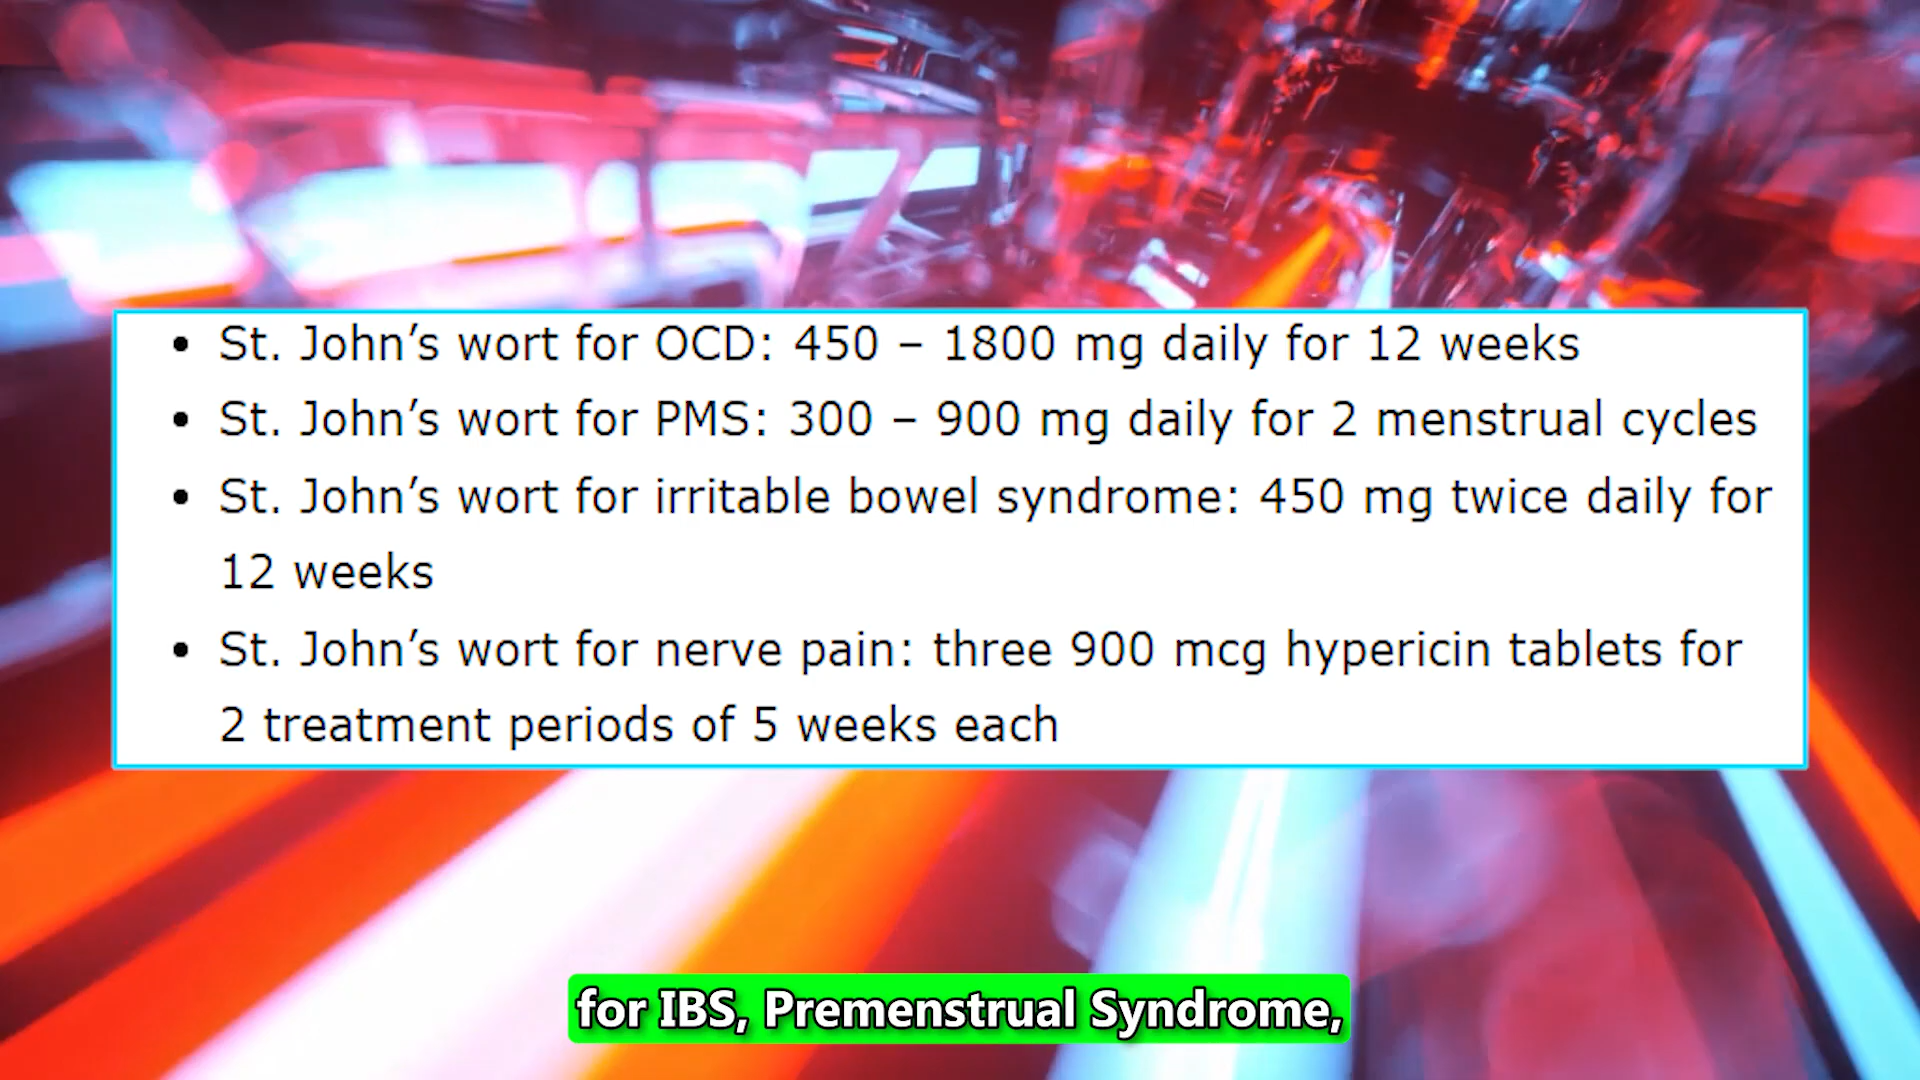 • St. John’s wort for OCD: 450 – 1800 mg daily for 12 weeks
• St. John’s wort for PMS: 300 – 900 mg daily for 2 menstrual cycles
• St. John’s wort for irritable bowel syndrome: 450 mg twice daily for
12 weeks
• St. John’s wort for nerve pain: three 900 mcg hypericin tablets for
2 treatment periods of 5 weeks each
for IBS, Premenstrual Syndrome,